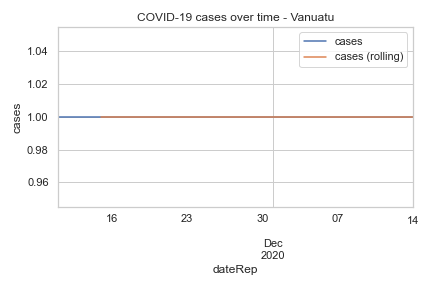 COVID-19 cases over time - Vanuatu
cases
cases (rolling)
cases
1.04
1.02
1.00
0.98
0.96
16 23 30 07 14
Dec
2020
dateRep